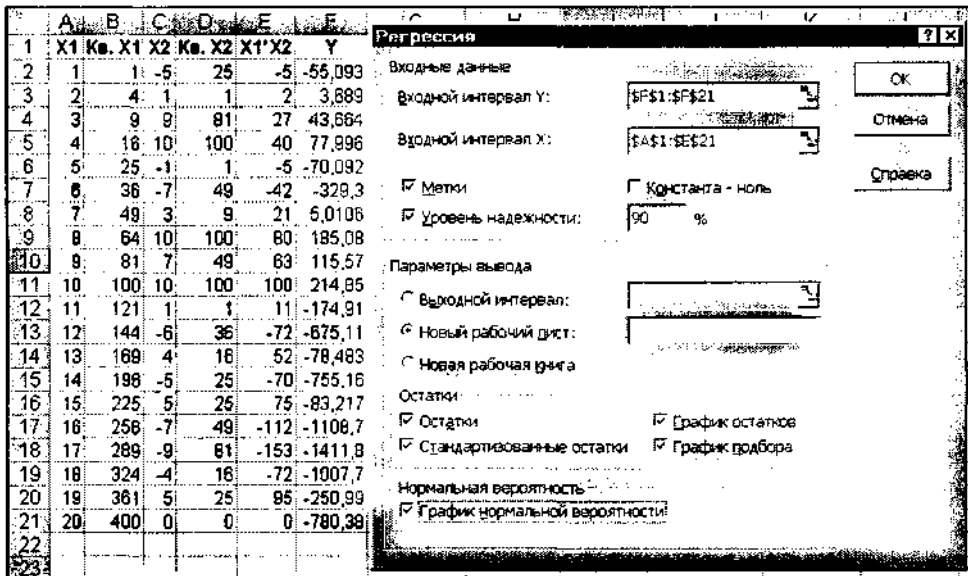 A B C D E F
1 X1 Кв. X1 X2 Кв. X2 X1*X2 Y
2 1 1 -5 25 -5 -55,093
3 2 4 1 1 2 3,689
4 3 9 9 81 27 43,664
5 4 16 10 100 40 77,996
6 5 25 -1 1 -5 -70,092
7 6 36 -7 49 -42 -329,3
8 7 49 3 9 21 5,0106
9 8 64 10 100 80 185,08
10 9 81 7 49 63 115,57
11 10 100 10 100 100 214,85
12 11 121 1 1 11 -174,91
13 12 144 -6 36 -72 -675,11
14 13 169 4 16 52 -78,483
15 14 196 -5 25 -70 -755,16
16 15 225 5 25 75 -83,217
17 16 256 -7 49 -112 -1108,7
18 17 289 -9 81 -153 -1411,8
19 18 324 -4 16 -72 -1007,7
20 19 361 5 25 95 -250,99
21 20 400 0 0 0 -780,38
22
23
Регрессия
Входные данные
Входной интервал Y: $F$1:$F$21
Входной интервал X: $A$1:$E$21
Метки Константа - ноль
Уровень надежности: 90 %
Параметры вывода
Выходной интервал:
Новый рабочий лист:
Новая рабочая книга
Остатки
Остатки График остатков
Стандартизованные остатки График подбора
Нормальная вероятность
График нормальной вероятности
OK
Отмена
Справка